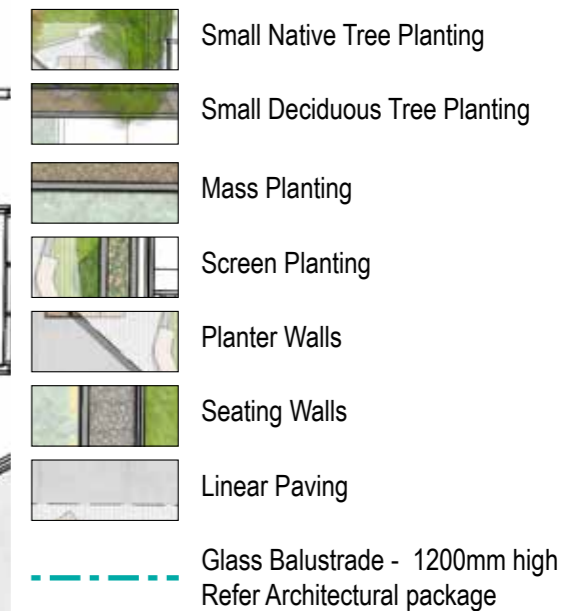 Small Native Tree Planting
Small Deciduous Tree Planting
Mass Planting
Screen Planting
Planter Walls
Seating Walls
Linear Paving
Glass Balustrade - 1200mm high
Refer Architectural package